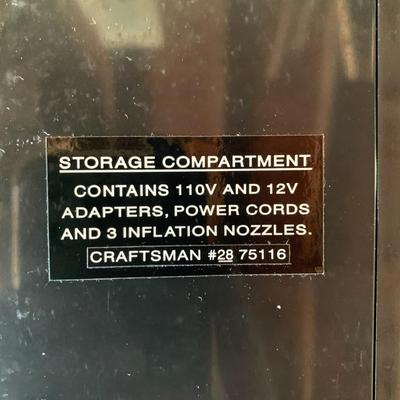 STORAGE COMPARTMENT
CONTAINS 110V AND 12V
ADAPTERS, POWER CORDS
AND 3 INFLATION NOZZLES.
CRAFTSMAN #28 75116